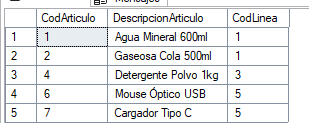 Mensajes
CodArticulo DescripcionArticulo CodLinea
1 1 Agua Mineral 600ml 1
2 2 Gaseosa Cola 500ml 1
3 4 Detergente Polvo 1kg 3
4 6 Mouse Óptico USB 5
5 7 Cargador Tipo C 5